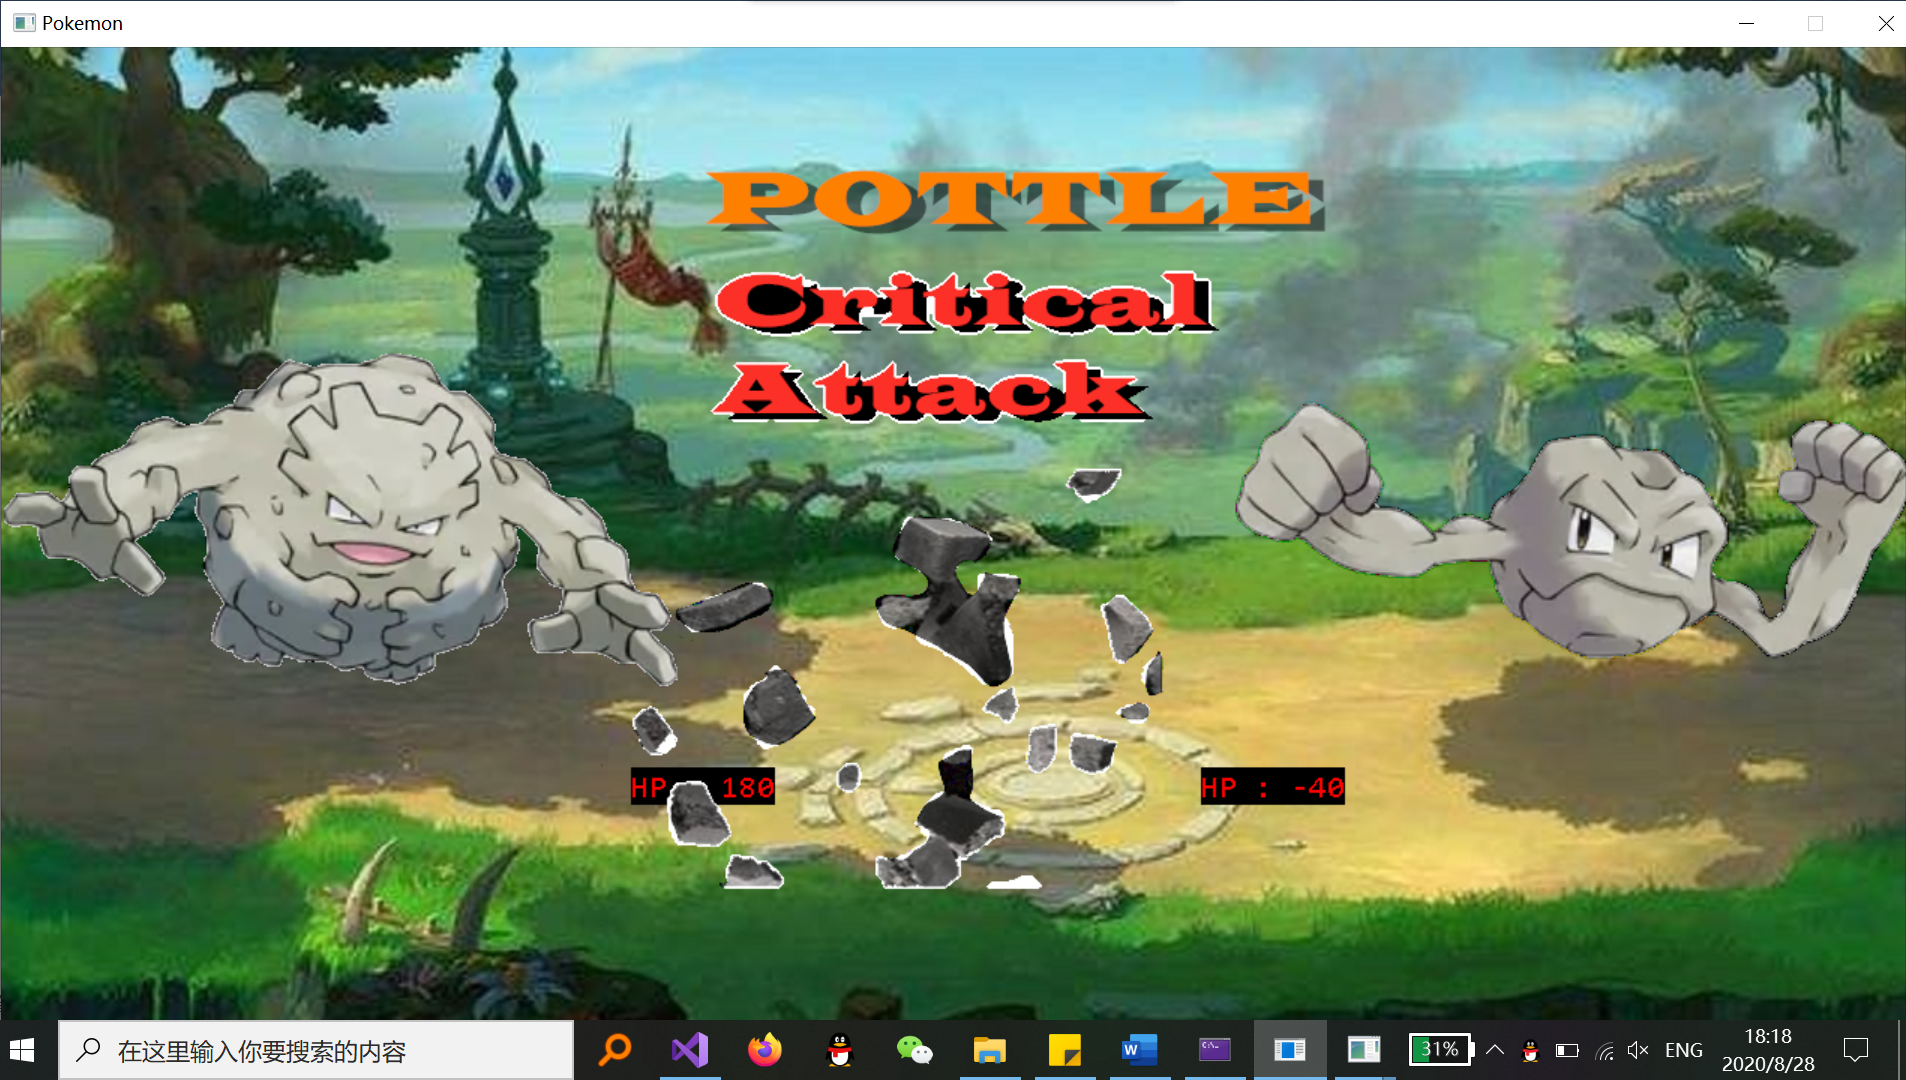 Pokemon
POTTLE
Critical
Attack
HP 180
HP : -40
在这里输入你要搜索的内容
31%
ENG
18:18
2020/8/28